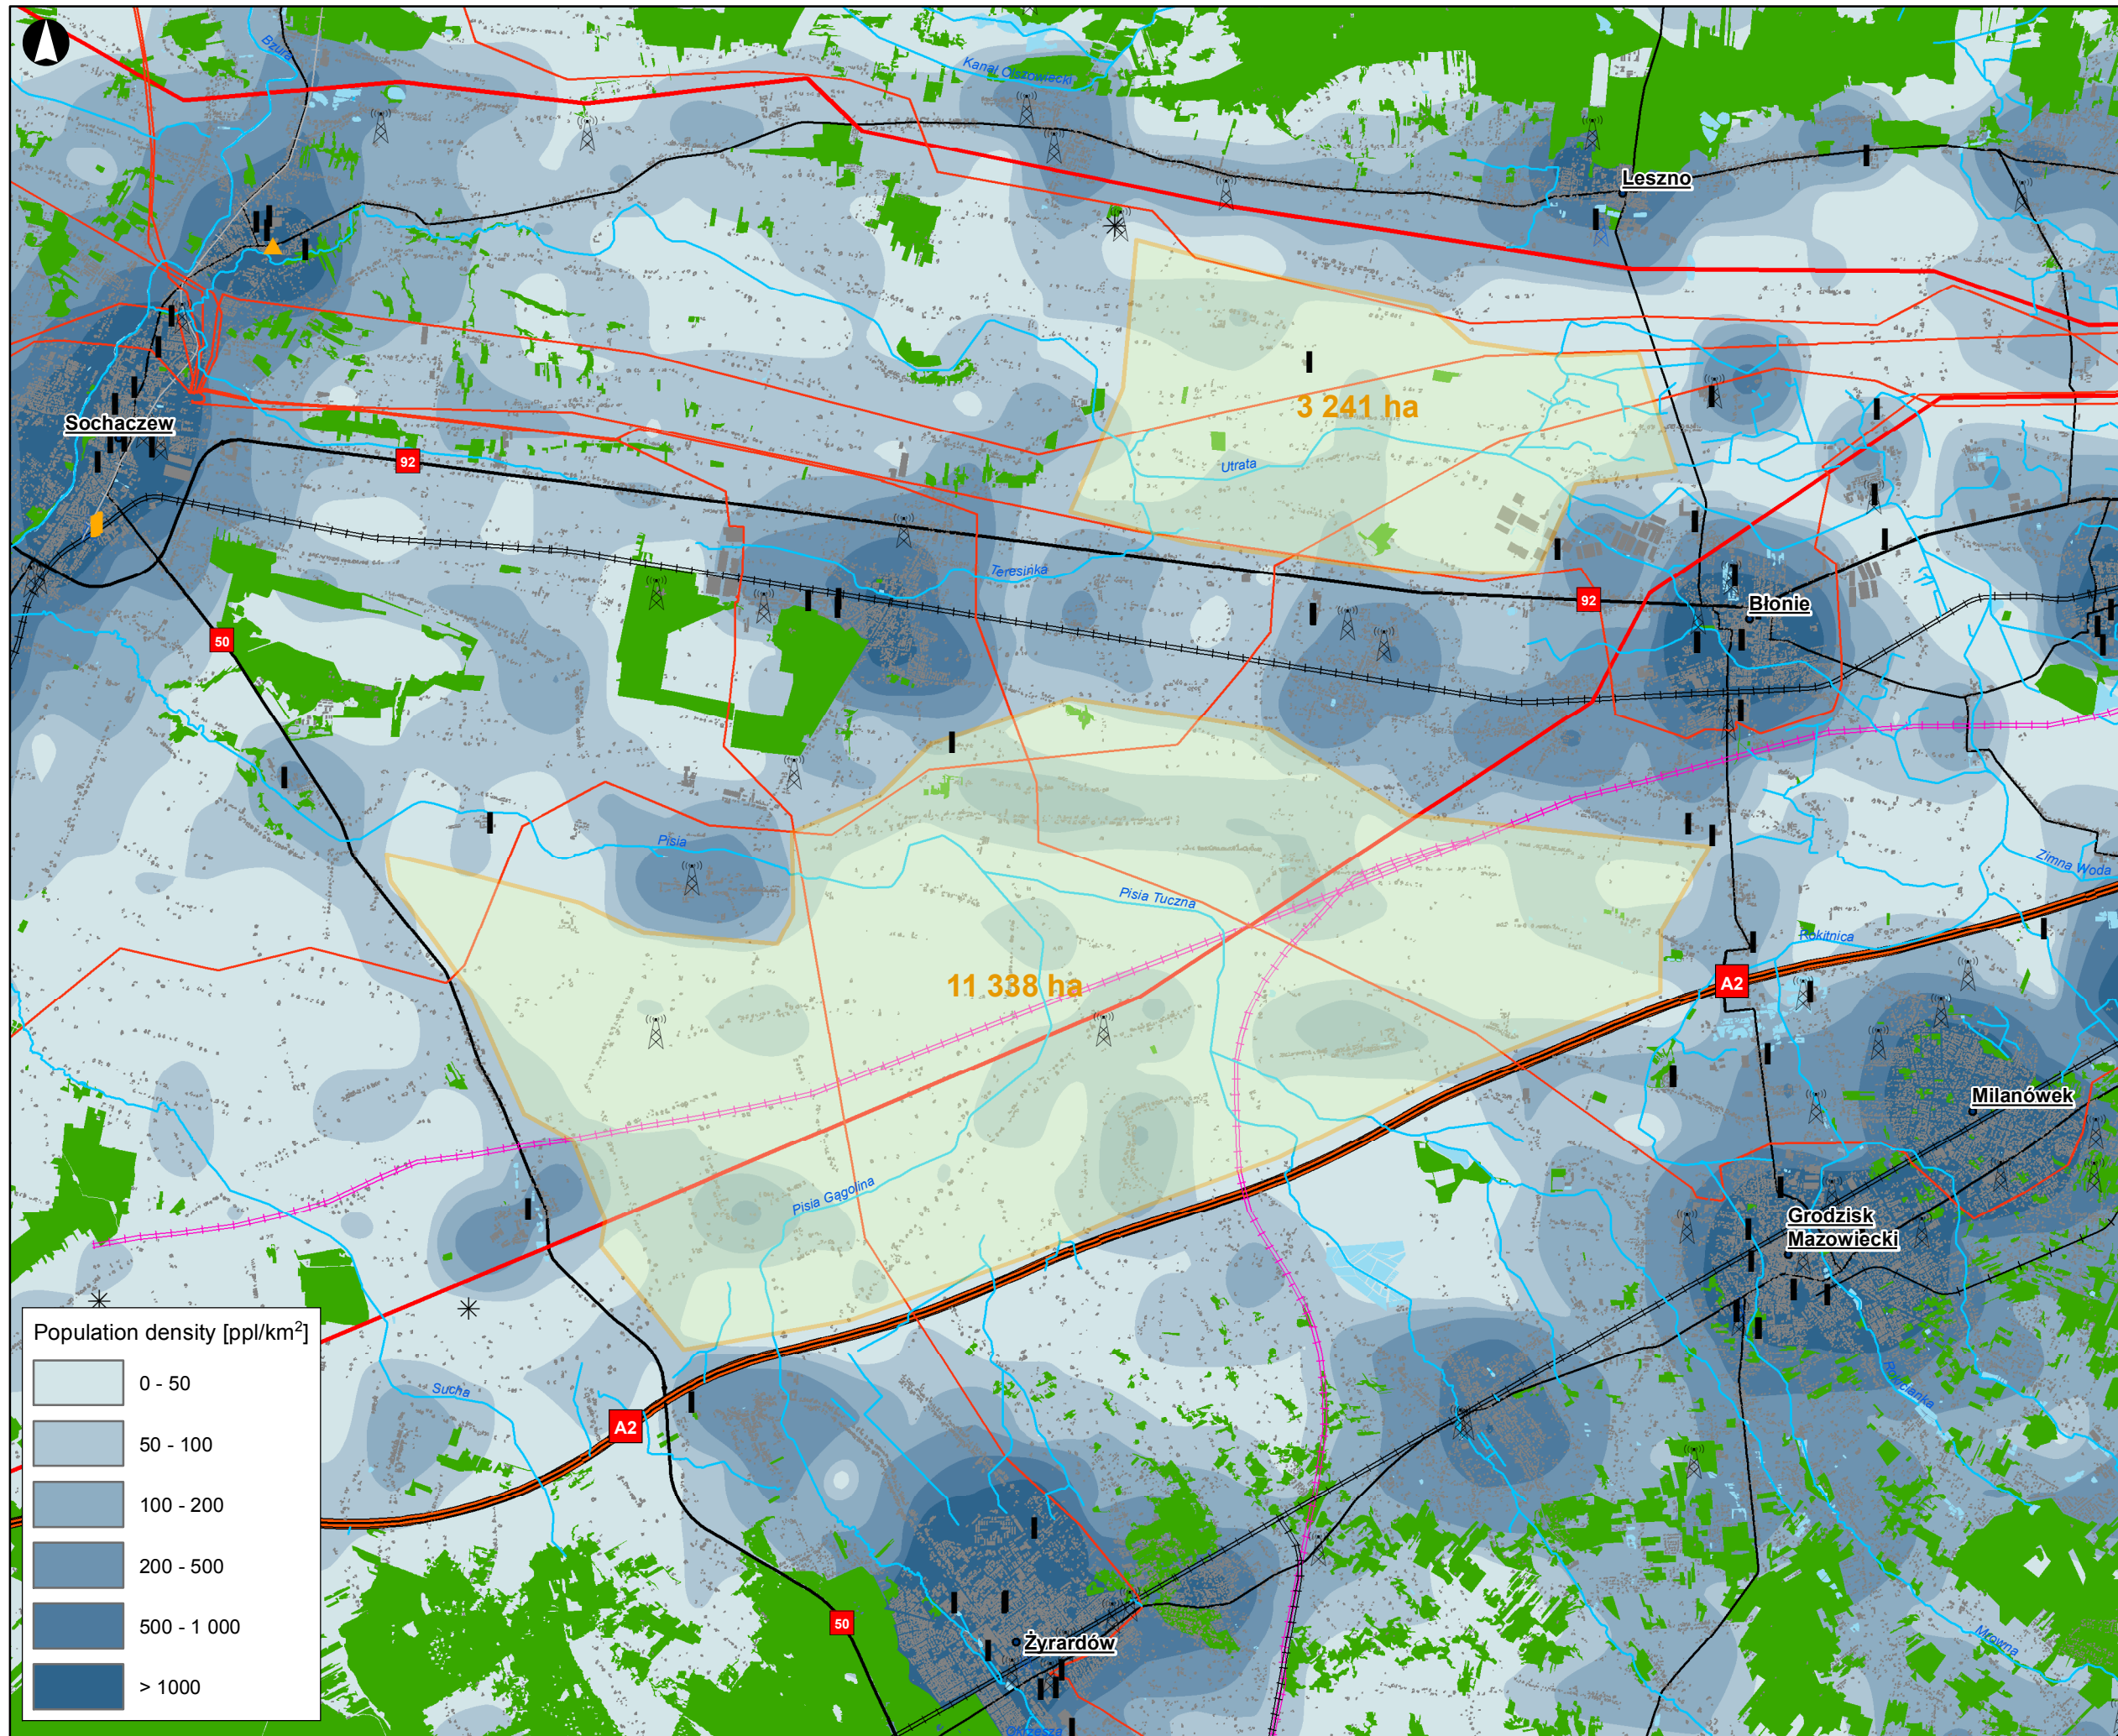 Bzura
Kanał Olszowiecki
Leszno
3 241 ha
Sochaczew
92
Utrata
Teresinka
92
Błonie
50
Pisia
Zimna Woda
Pisia Tuczna
Rokitnica
11 338 ha
A2
Milanówek
Pisia Gągolina
Grodzisk
Mazowiecki
Population density [ppl/km²]
0 - 50
50 - 100
100 - 200
200 - 500
500 - 1 000
> 1000
Sucha
A2
Rokicianka
50
Żyrardów
Mrowna
Okrzesza